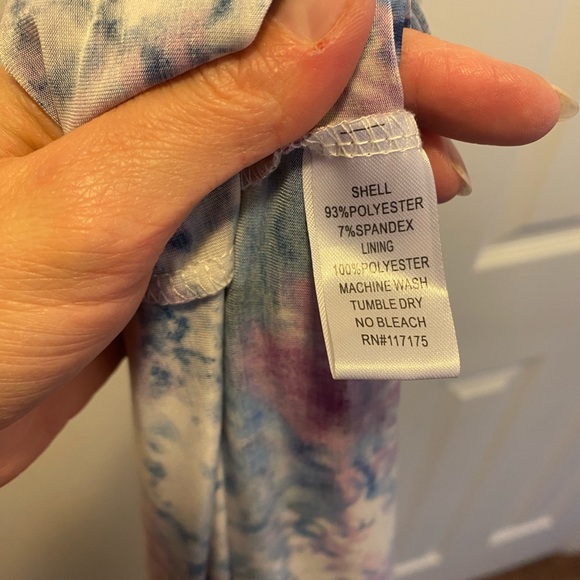 SHELL
93%POLYESTER
7%SPANDEX
LINING
100%POLYESTER
MACHINE WASH
TUMBLE DRY
NO BLEACH
RN#117175